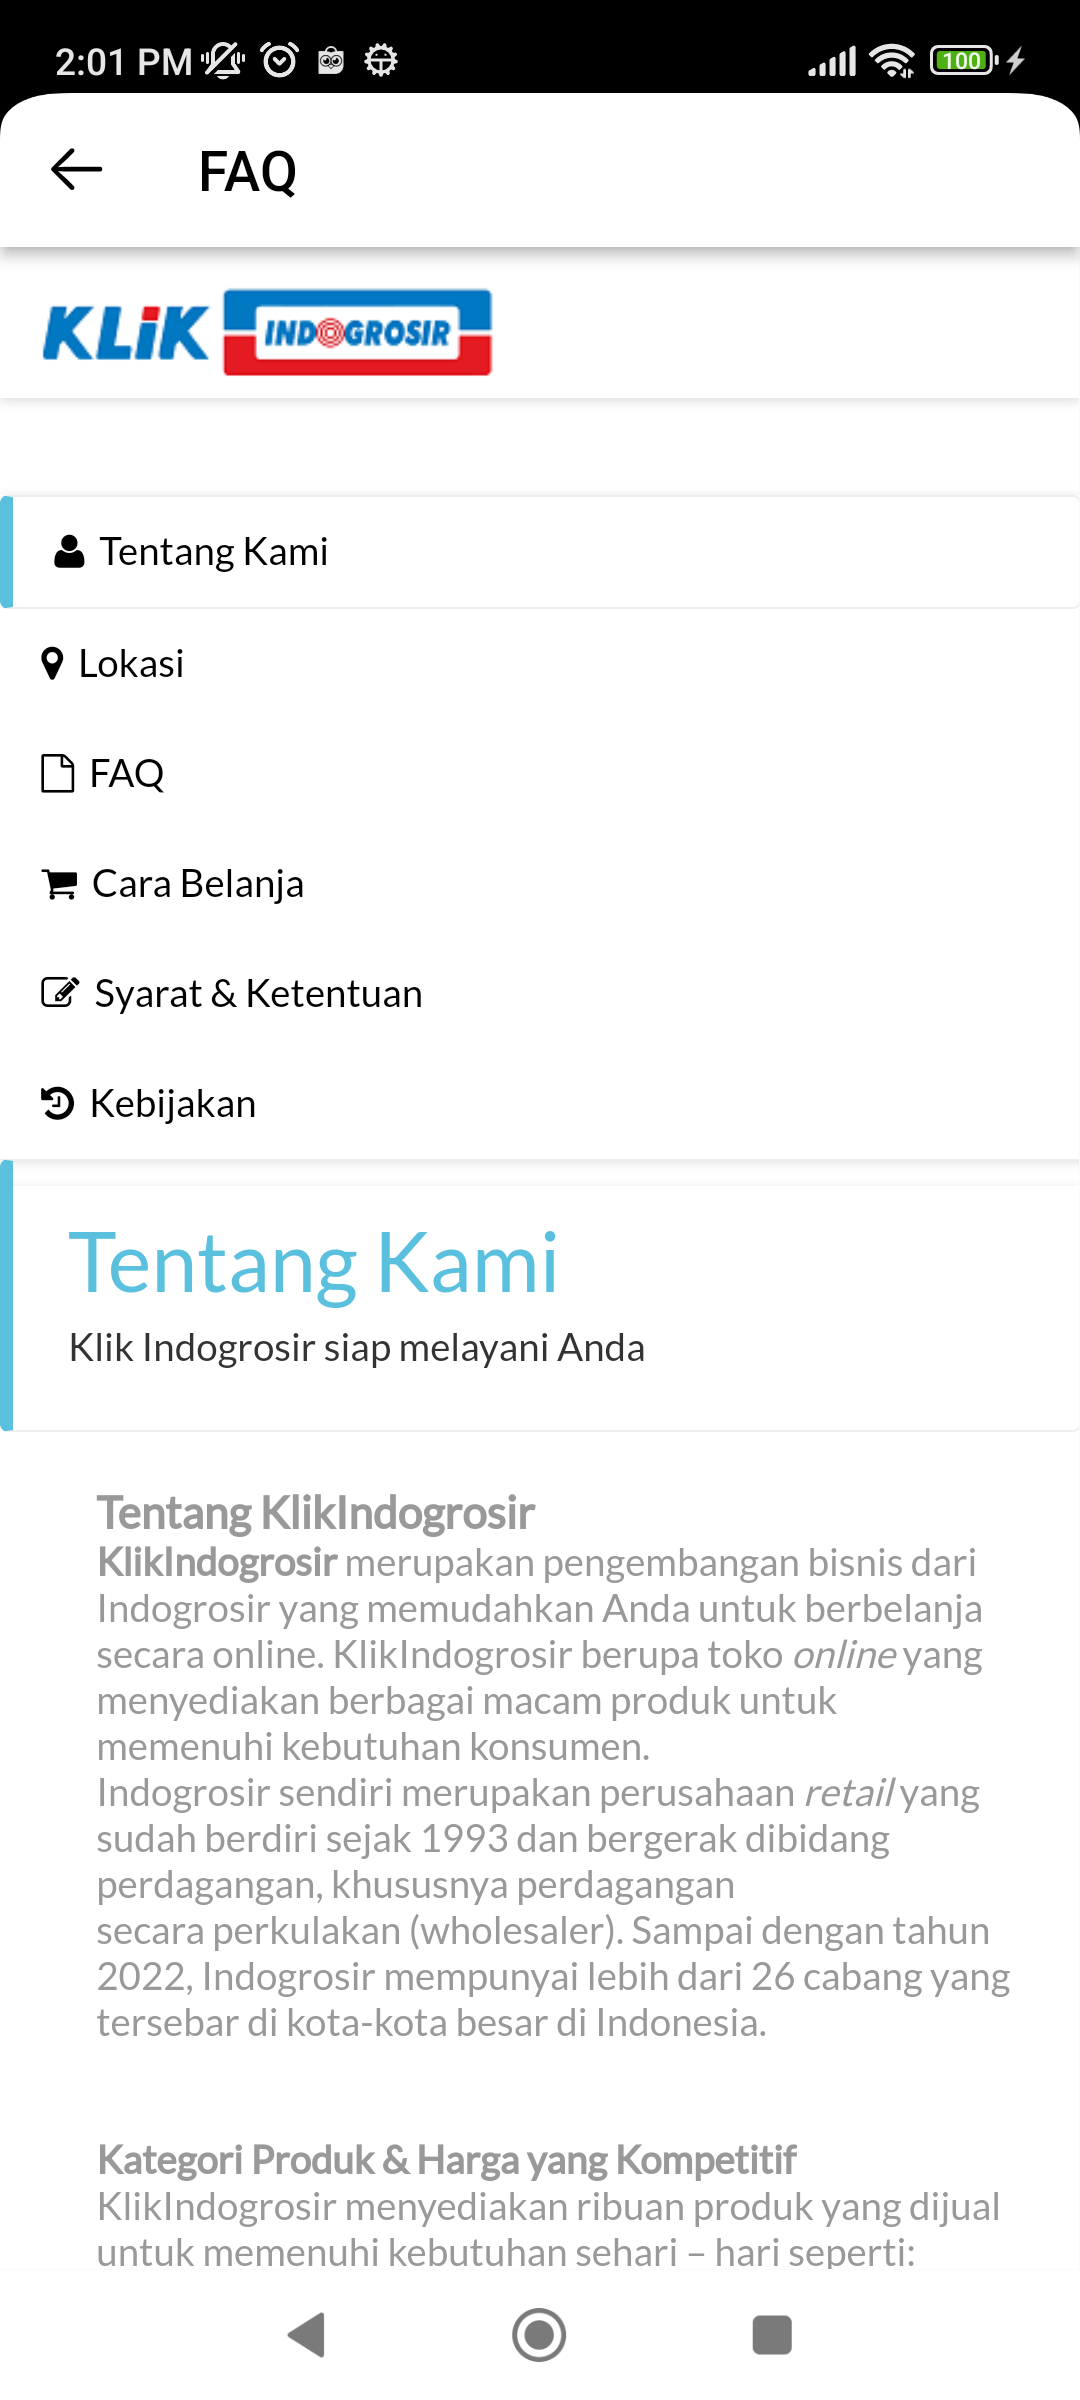 2:01 PM
100
FAQ
KLiK INDOGROSIR
Tentang Kami
Lokasi
FAQ
Cara Belanja
Syarat & Ketentuan
Kebijakan
Tentang Kami
Klik Indogrosir siap melayani Anda
Tentang KlikIndogrosir
KlikIndogrosir merupakan pengembangan bisnis dari
Indogrosir yang memudahkan Anda untuk berbelanja
secara online. KlikIndogrosir berupa toko online yang
menyediakan berbagai macam produk untuk
memenuhi kebutuhan konsumen.
Indogrosir sendiri merupakan perusahaan retail yang
sudah berdiri sejak 1993 dan bergerak dibidang
perdagangan, khususnya perdagangan
secara perkulakan (wholesaler). Sampai dengan tahun
2022, Indogrosir mempunyai lebih dari 26 cabang yang
tersebar di kota-kota besar di Indonesia.
Kategori Produk & Harga yang Kompetitif
KlikIndogrosir menyediakan ribuan produk yang dijual
untuk memenuhi kebutuhan sehari – hari seperti: